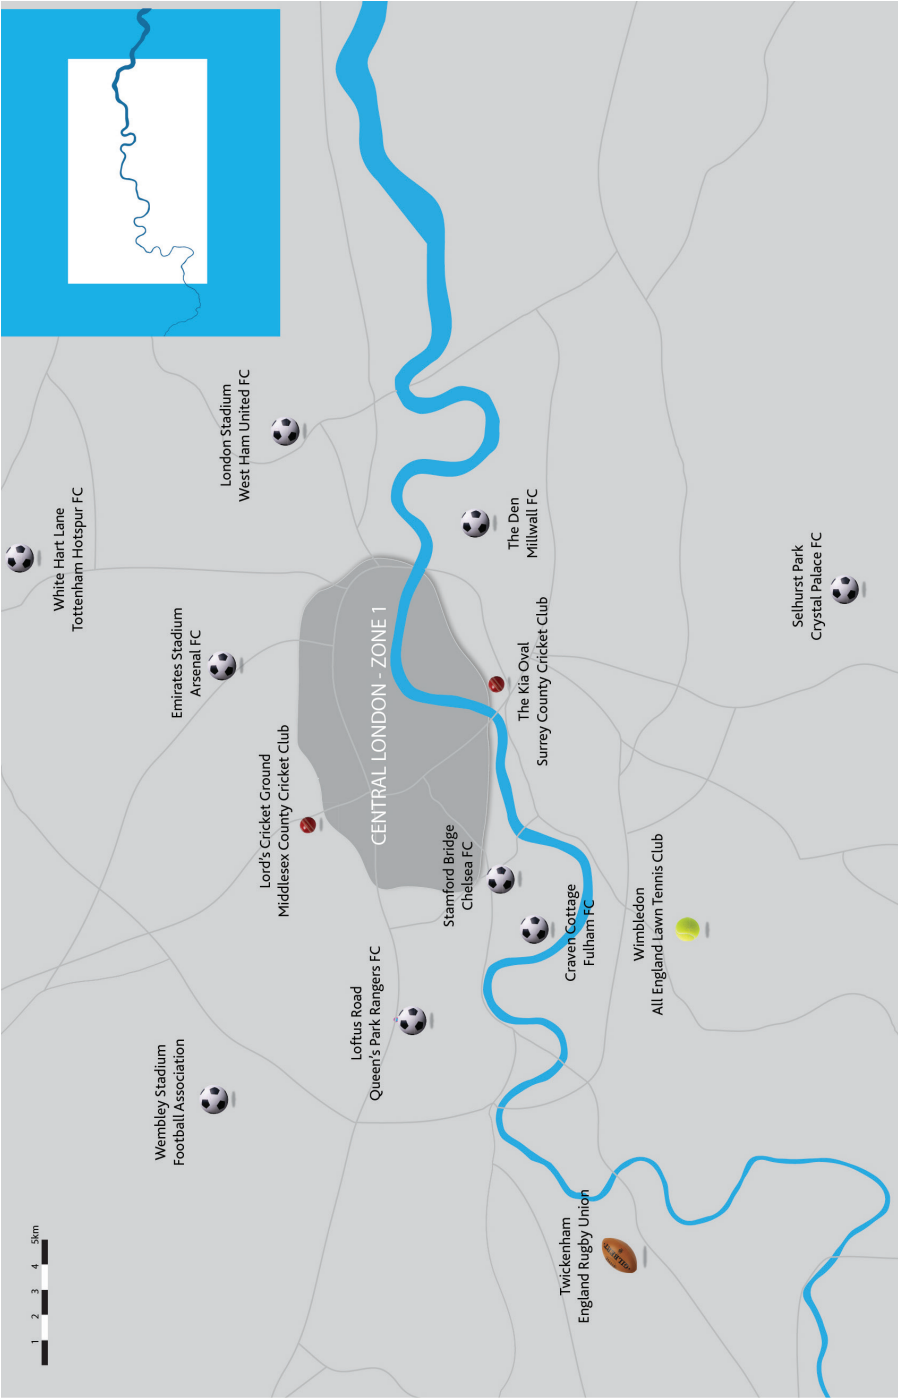 White Hart Lane
Tottenham Hotspur FC
London Stadium
West Ham United FC
Emirates Stadium
Arsenal FC
Wembley Stadium
Football Association
Lord's Cricket Ground
Middlesex County Cricket Club
Loftus Road
Queen's Park Rangers FC
CENTRAL LONDON - ZONE 1
Stamford Bridge
Chelsea FC
The Den
Millwall FC
The Kia Oval
Surrey County Cricket Club
Craven Cottage
Fulham FC
Twickenham
England Rugby Union
Wimbledon
All England Lawn Tennis Club
Selhurst Park
Crystal Palace FC
1 2 3 4 5km